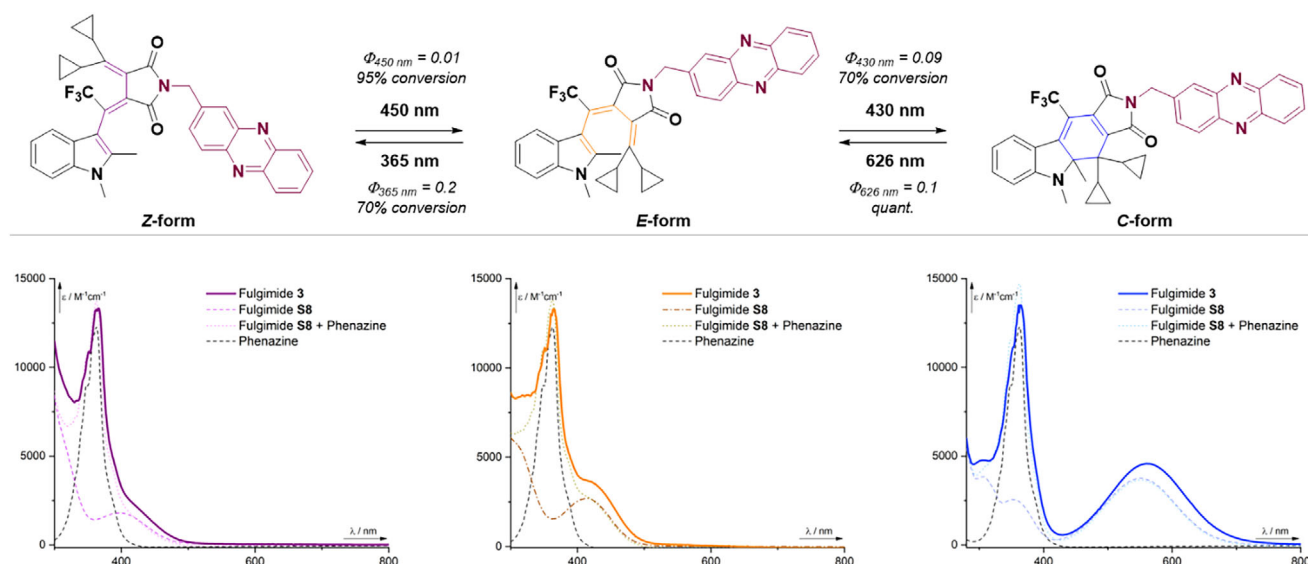 O
F₃C
N
O
N
N
N
Z-form
Φ450 nm = 0.01
95% conversion
450 nm
365 nm
Φ365 nm = 0.2
70% conversion
F₃C
O
N
O
N
N
N
E-form
Φ430 nm = 0.09
70% conversion
430 nm
626 nm
Φ626 nm = 0.1
quant.
F₃C
O
N
O
N
N
N
C-form
15000
10000
5000
0
ε / M⁻¹cm⁻¹
Fulgimide 3
Fulgimide S8
Fulgimide S8 + Phenazine
Phenazine
λ / nm
400
600
800
15000
10000
5000
0
ε / M⁻¹cm⁻¹
Fulgimide 3
Fulgimide S8
Fulgimide S8 + Phenazine
Phenazine
λ / nm
400
600
800
15000
10000
5000
0
ε / M⁻¹cm⁻¹
Fulgimide 3
Fulgimide S8
Fulgimide S8 + Phenazine
Phenazine
λ / nm
400
600
800